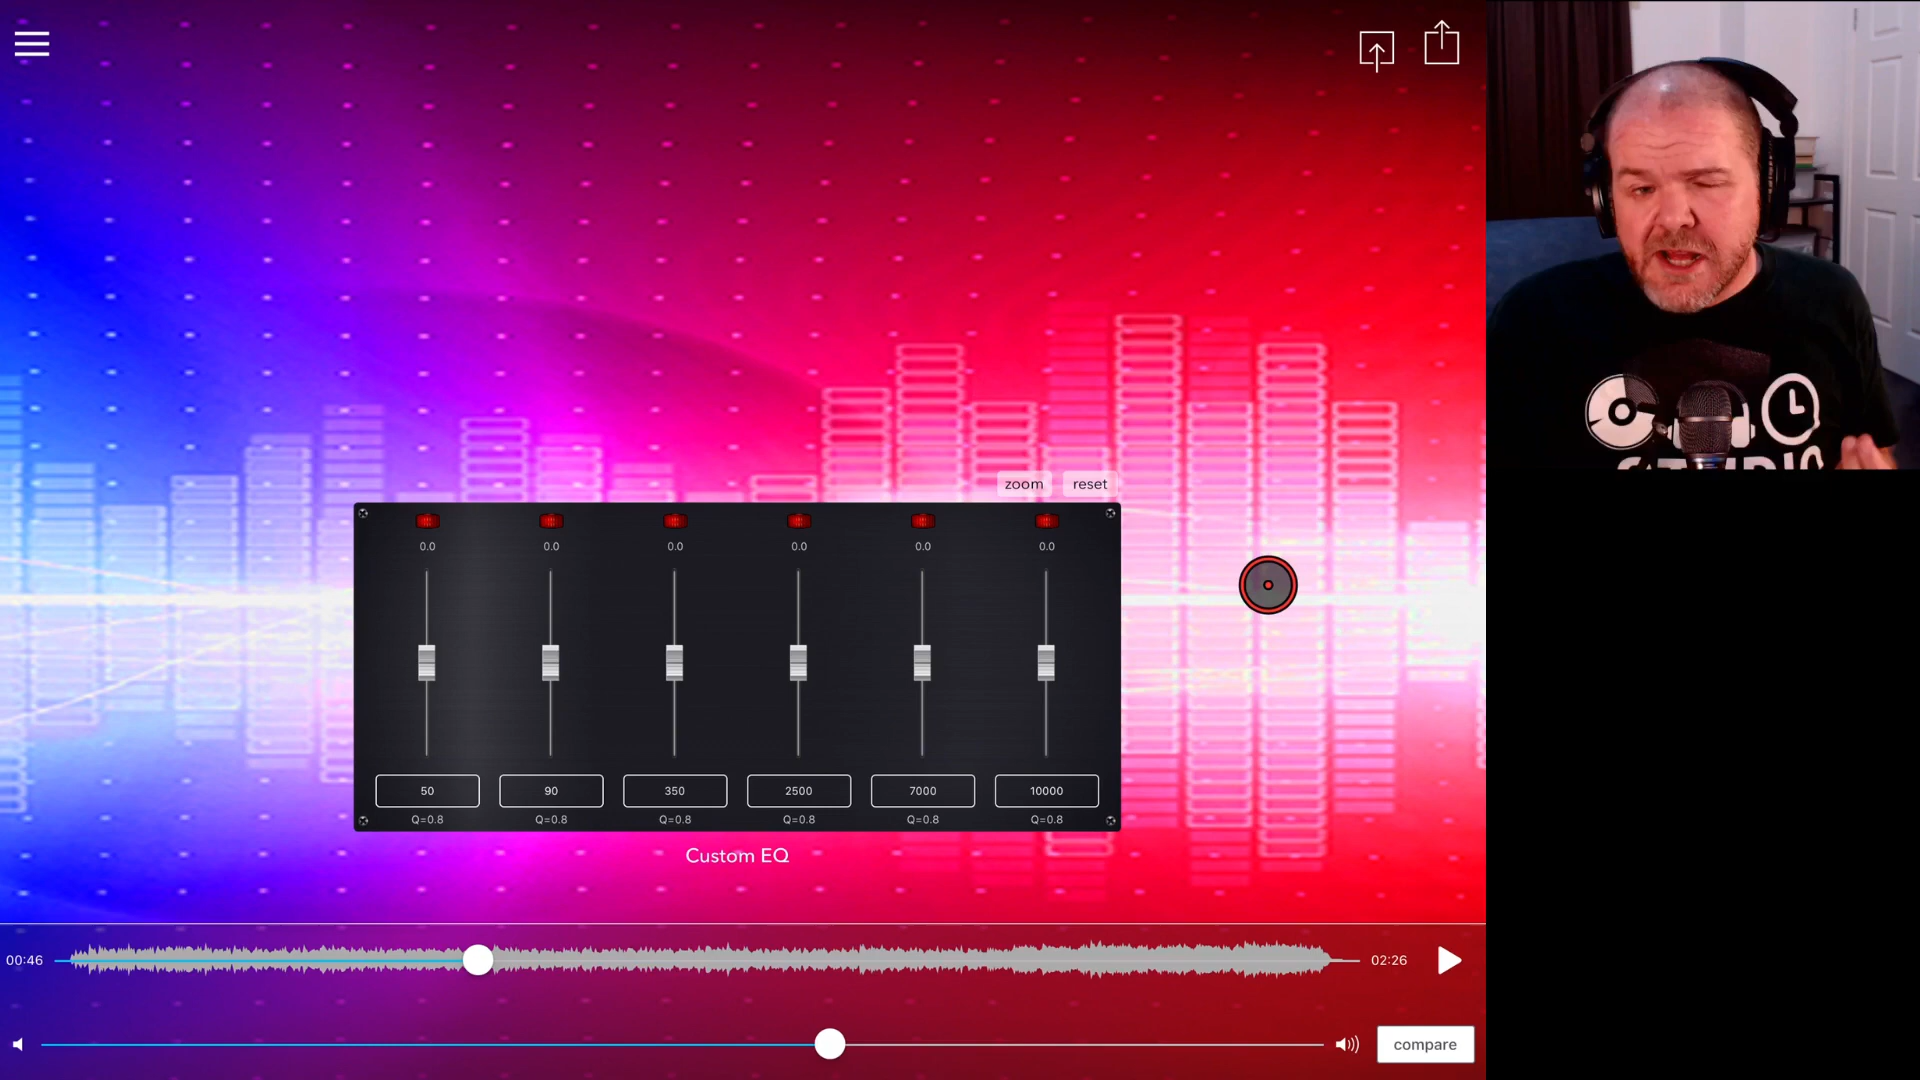 zoom reset
0.0 0.0 0.0 0.0 0.0 0.0
50 90 350 2500 7000 10000
Q=0.8 Q=0.8 Q=0.8 Q=0.8 Q=0.8 Q=0.8
Custom EQ
00:46 02:26
compare